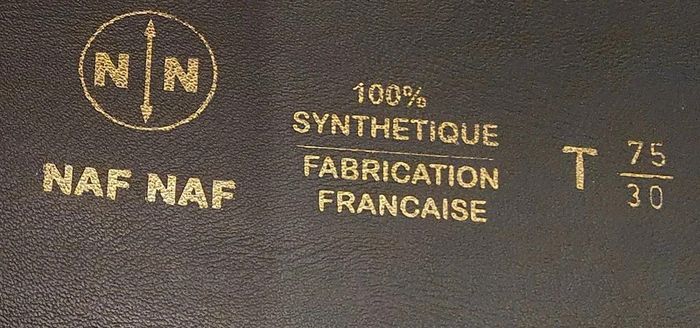 N N
NAF NAF
100%
SYNTHETiQUE
FABRICATION
FRANCAISE
T 75
30